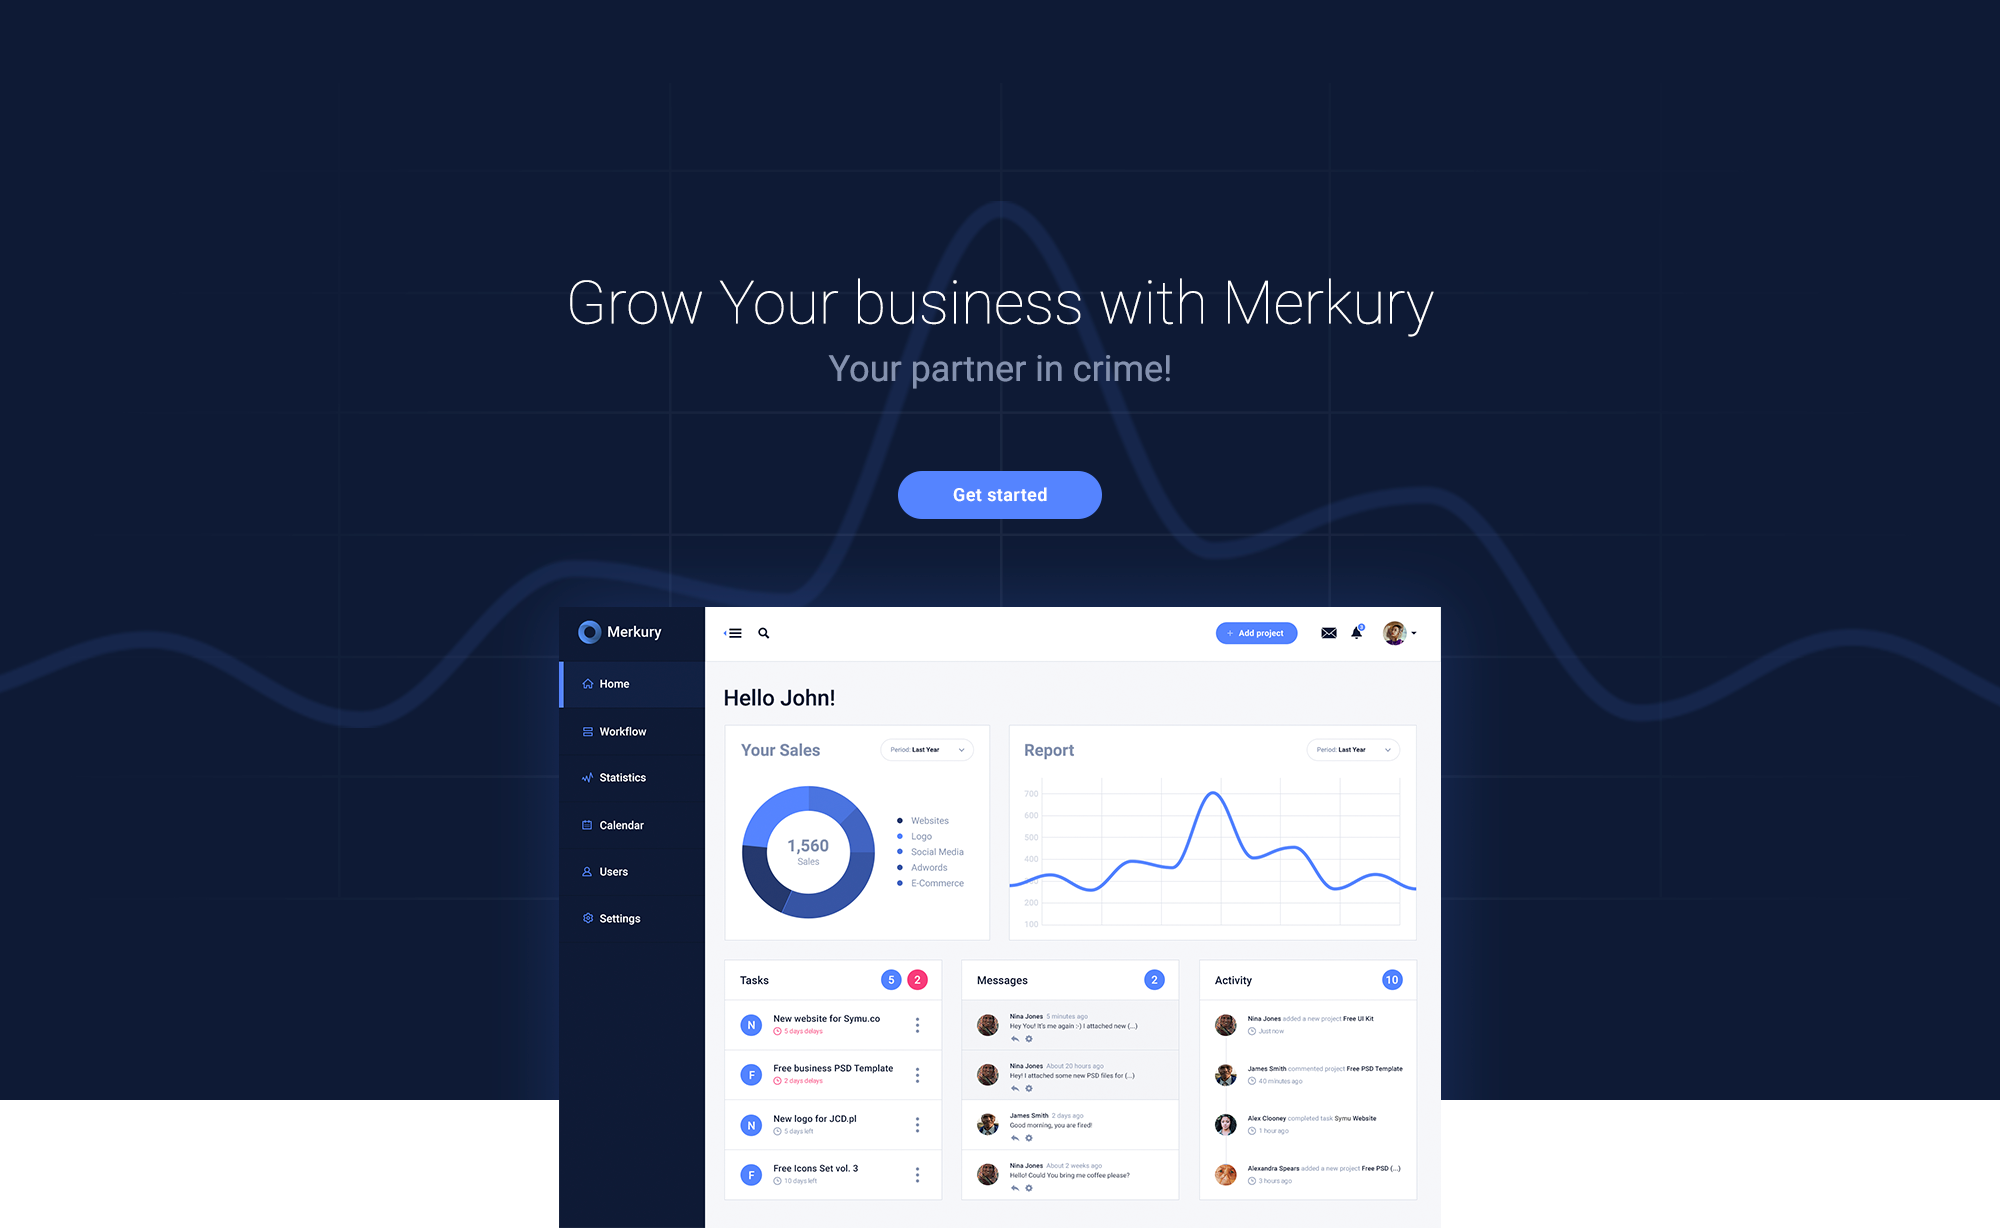 Grow Your business with Merkury
Your partner in crime!
Get started
Merkury
+ Add project
3
Home
Workflow
Statistics
Calendar
Users
Settings
Hello John!
Your Sales
Period: Last Year
1,560
Sales
Websites
Logo
Social Media
Adwords
E-Commerce
Report
Period: Last Year
700
600
500
400
300
200
100
Tasks
5
2
N
New website for Symu.co
5 days delays
F
Free business PSD Template
2 days delays
N
New logo for JCD.pl
5 days left
F
Free Icons Set vol. 3
10 days left
Messages
2
Nina Jones 5 minutes ago
Hey You! It's me again :-) I attached new (...)
Nina Jones About 20 hours ago
Hey! I attached some new PSD files for (...)
James Smith 2 days ago
Good morning, you are fired!
Nina Jones About 2 weeks ago
Hello! Could You bring me coffee please?
Activity
10
Nina Jones added a new project Free UI Kit
Just now
James Smith commented project Free PSD Template
40 minutes ago
Alex Clooney completed task Symu Website
1 hour ago
Alexandra Spears added a new project Free PSD (...)
3 hours ago